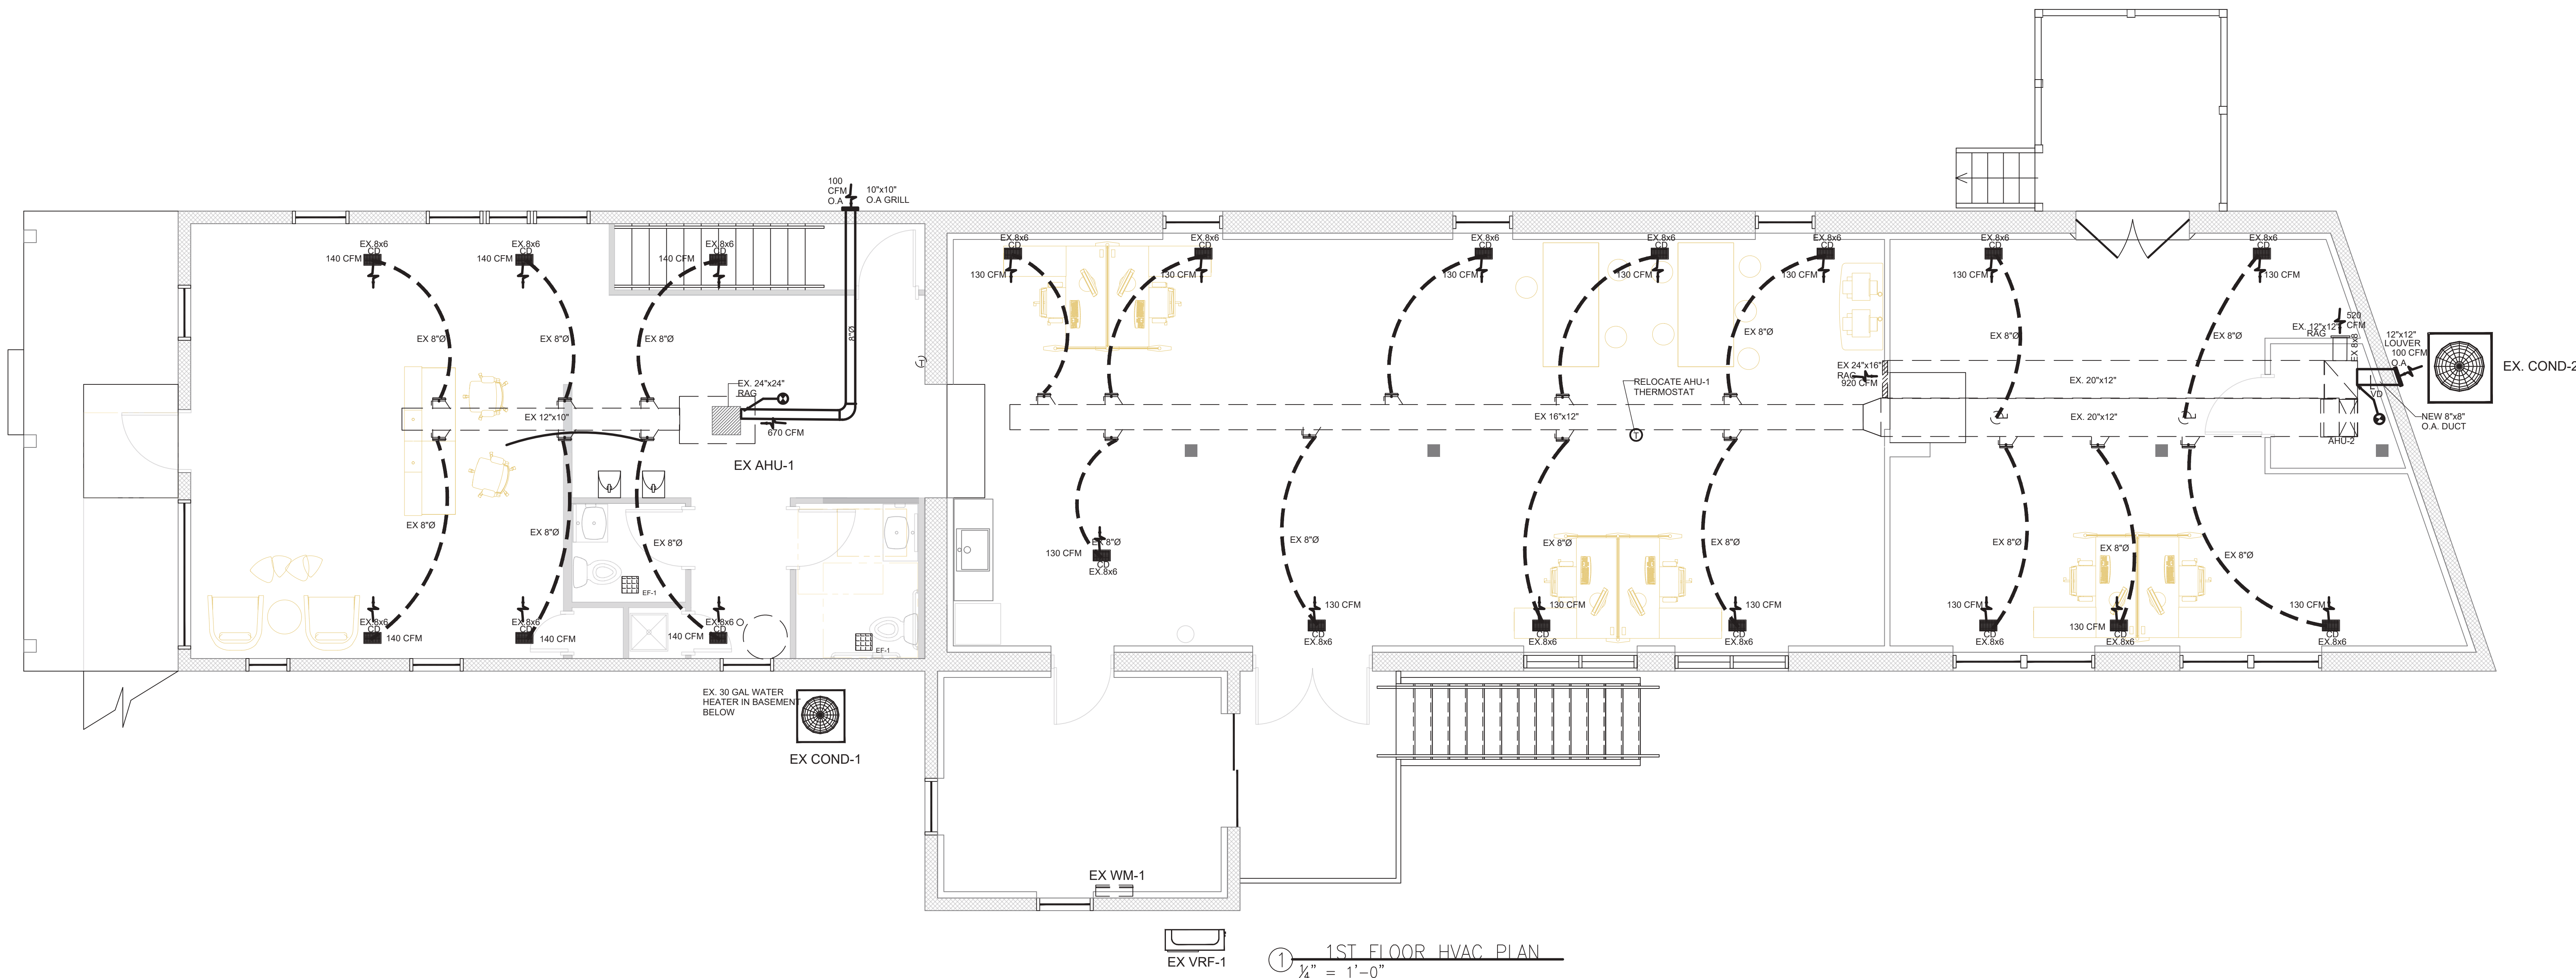 100
CFM
O.A
10"x10"
O.A GRILL
EX.8x6
CD
140 CFM
EX.8x6
CD
140 CFM
EX.8x6
CD
140 CFM
EX.8x6
CD
130 CFM
EX.8x6
CD
130 CFM
EX.8x6
CD
130 CFM
EX.8x6
CD
130 CFM
EX.8x6
CD
130 CFM
EX.8x6
CD
130 CFM
EX.8x6
CD
130 CFM
EX 8"Ø
EX 8"Ø
EX 8"Ø
8"Ø
T
EX 8"Ø
EX 8"Ø
EX 8"Ø
EX. 12"x12"
RAG
EX 8x8
520
CFM
12"x12"
LOUVER
100 CFM
O.A
EX. COND-2
EX. 24"x24"
RAG
EX 24"x16"
RAG
920 CFM
RELOCATE AHU-1
THERMOSTAT
T
EX. 20"x12"
VD
EX 12"x10"
670 CFM
EX 16"x12"
EX. 20"x12"
NEW 8"x8"
O.A. DUCT
AHU-2
EX AHU-1
EX 8"Ø
EX 8"Ø
EX 8"Ø
EX 8"Ø
EX 8"Ø
EX 8"Ø
EX 8"Ø
EX 8"Ø
EX 8"Ø
EX 8"Ø
130 CFM
CD
EX.8x6
EF-1
EF-1
EX.8x6
CD
140 CFM
EX.8x6
CD
140 CFM
EX.8x6
CD
140 CFM
130 CFM
CD
EX.8x6
130 CFM
CD
EX.8x6
130 CFM
CD
EX.8x6
130 CFM
CD
EX.8x6
130 CFM
CD
EX.8x6
130 CFM
CD
EX.8x6
EX. 30 GAL WATER
HEATER IN BASEMENT
BELOW
EX COND-1
EX WM-1
EX VRF-1
1
1ST FLOOR HVAC PLAN
¼" = 1'-0"